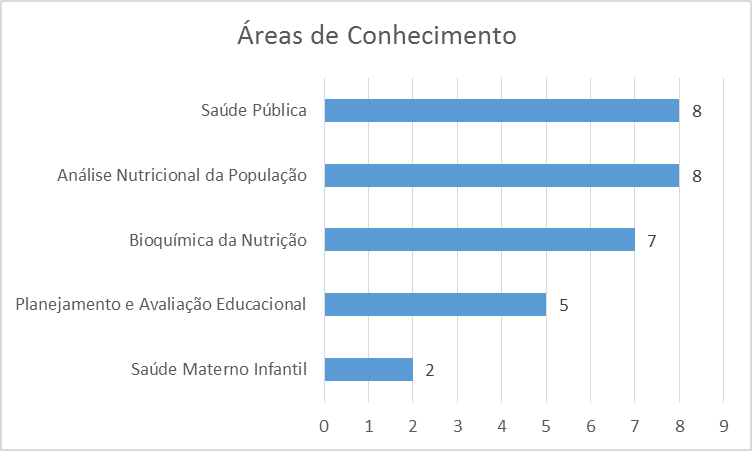 Áreas de Conhecimento
Saúde Pública 8
Análise Nutricional da População 8
Bioquímica da Nutrição 7
Planejamento e Avaliação Educacional 5
Saúde Materno Infantil 2
0 1 2 3 4 5 6 7 8 9